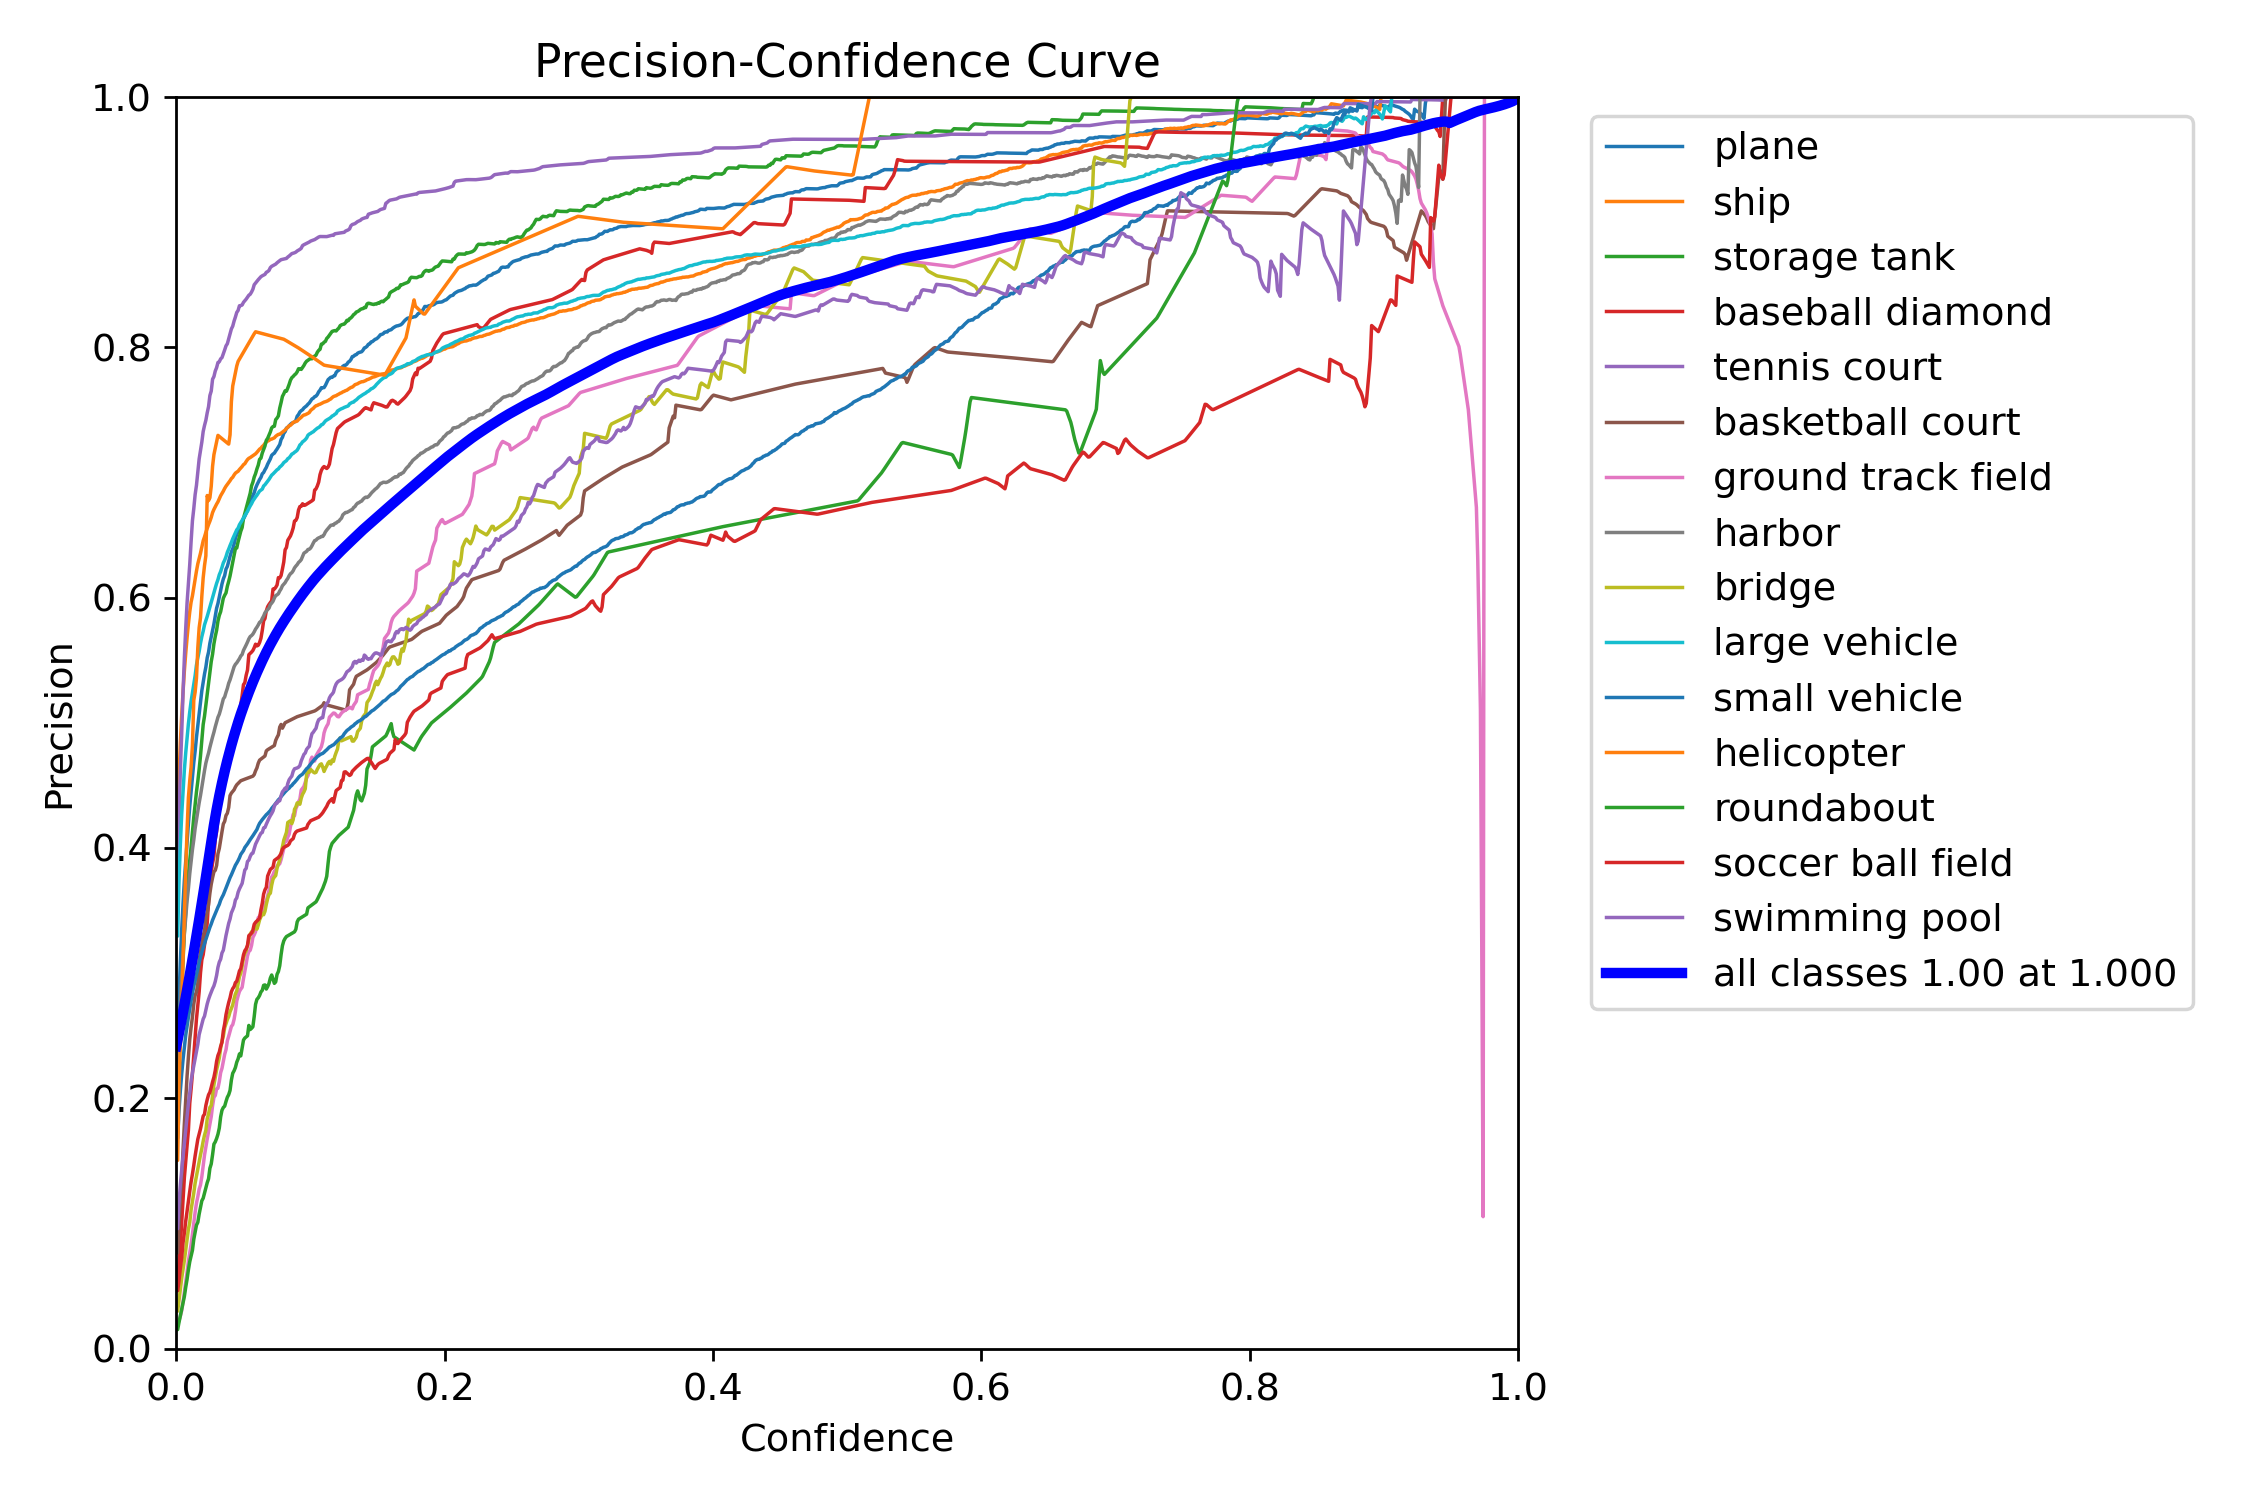 Precision-Confidence Curve
1.0
0.8
0.6
0.4
0.2
0.0
Precision
0.0 0.2 0.4 0.6 0.8 1.0
Confidence
plane
ship
storage tank
baseball diamond
tennis court
basketball court
ground track field
harbor
bridge
large vehicle
small vehicle
helicopter
roundabout
soccer ball field
swimming pool
all classes 1.00 at 1.000